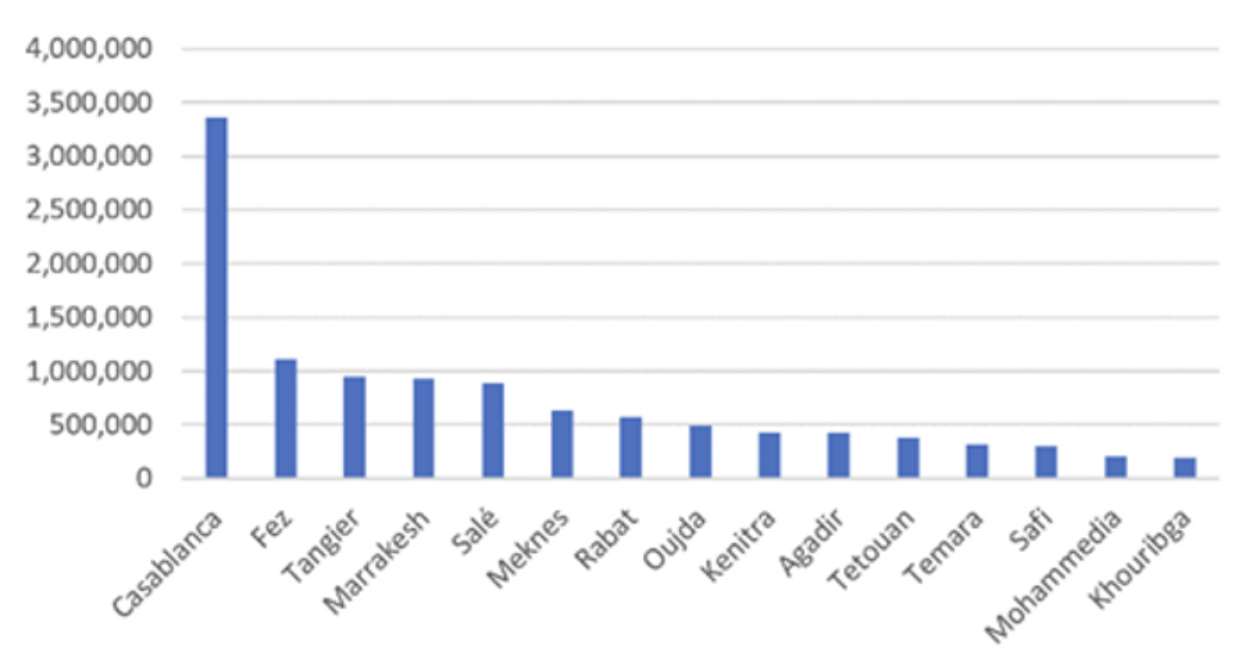 4,000,000
3,500,000
3,000,000
2,500,000
2,000,000
1,500,000
1,000,000
500,000
0
Casablanca
Fez
Tangier
Marrakesh
Salé
Meknes
Rabat
Oujda
Kenitra
Agadir
Tetouan
Temara
Safi
Mohammedia
Khouribga